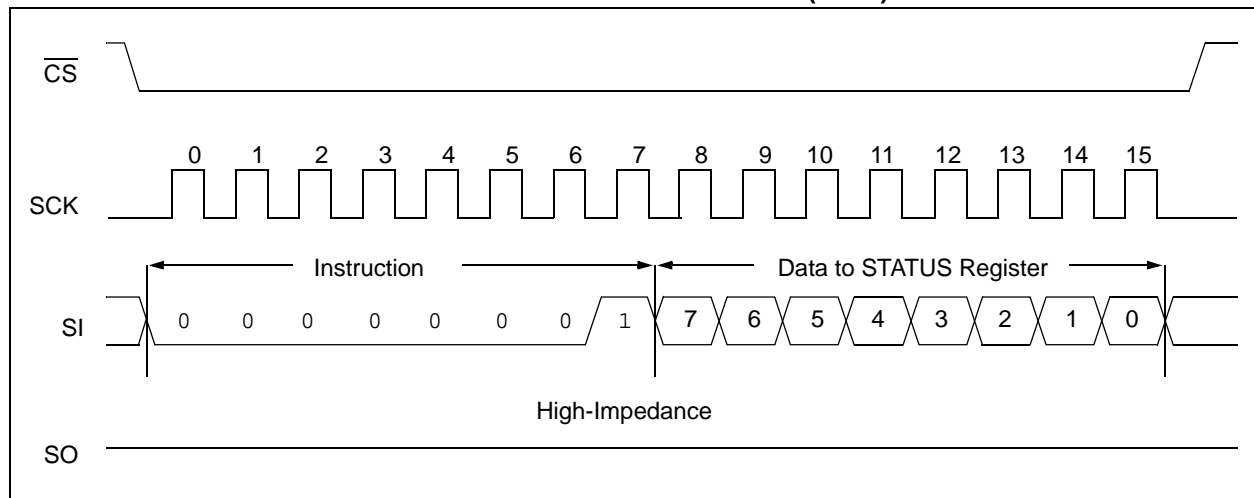 CS
0 1 2 3 4 5 6 7 8 9 10 11 12 13 14 15
SCK
Instruction Data to STATUS Register
SI 0 0 0 0 0 0 0 1 7 6 5 4 3 2 1 0
High-Impedance
SO